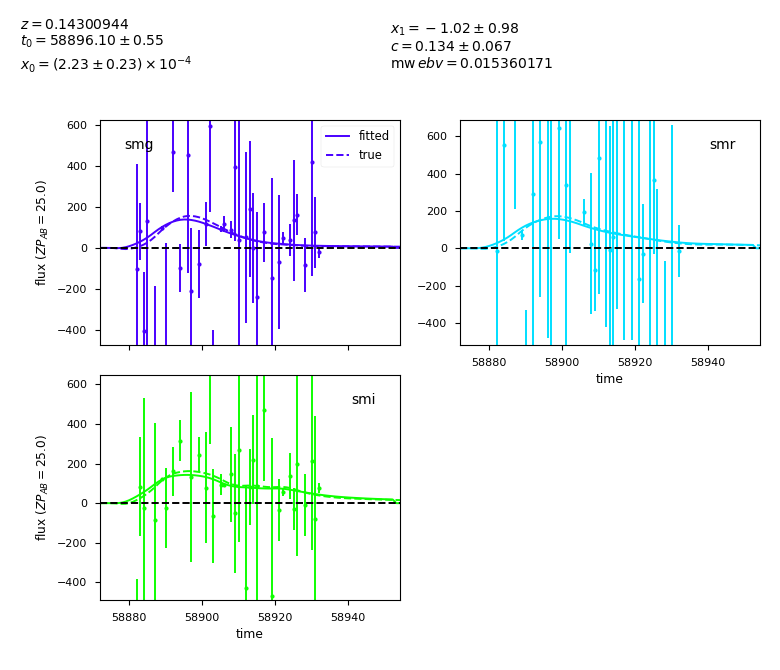 z = 0.14300944
t₀ = 58896.10 ± 0.55
x₀ = (2.23 ± 0.23) × 10⁻⁴
x₁ = −1.02 ± 0.98
c = 0.134 ± 0.067
mw ebv = 0.015360171
smg
fitted
true
600
400
200
0
−200
−400
flux (ZP_AB = 25.0)
smr
600
400
200
0
−200
−400
58880 58900 58920 58940
time
smi
600
400
200
0
−200
−400
flux (ZP_AB = 25.0)
58880 58900 58920 58940
time